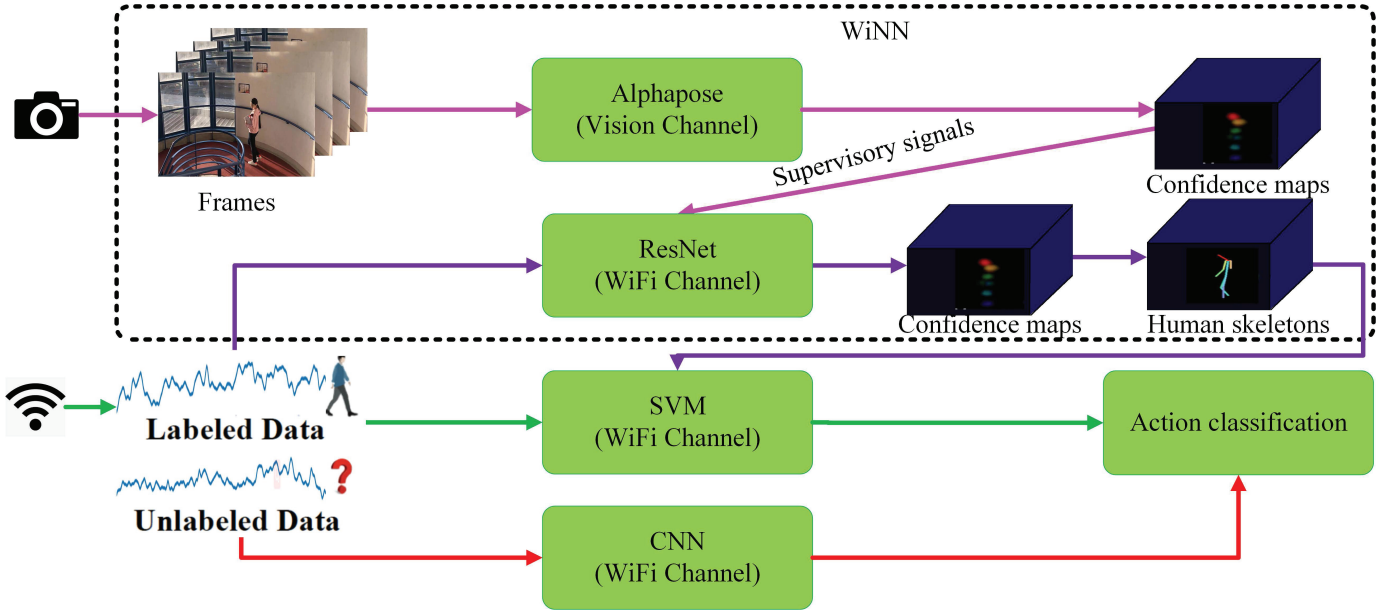 WiNN
Alphapose
(Vision Channel)
Supervisory signals
Confidence maps
Frames
ResNet
(WiFi Channel)
Confidence maps
Human skeletons
Labeled Data
SVM
(WiFi Channel)
Action classification
Unlabeled Data
?
CNN
(WiFi Channel)